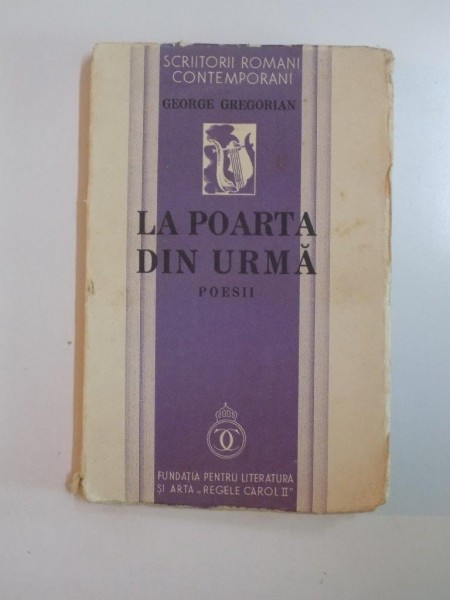 SCRIITORII ROMANI
CONTEMPORANI
GEORGE GREGORIAN
LA POARTA
DIN URMĂ
POESII
FUNDAȚIA PENTRU LITERATURA
ȘI ARTA „REGELE CAROL II"